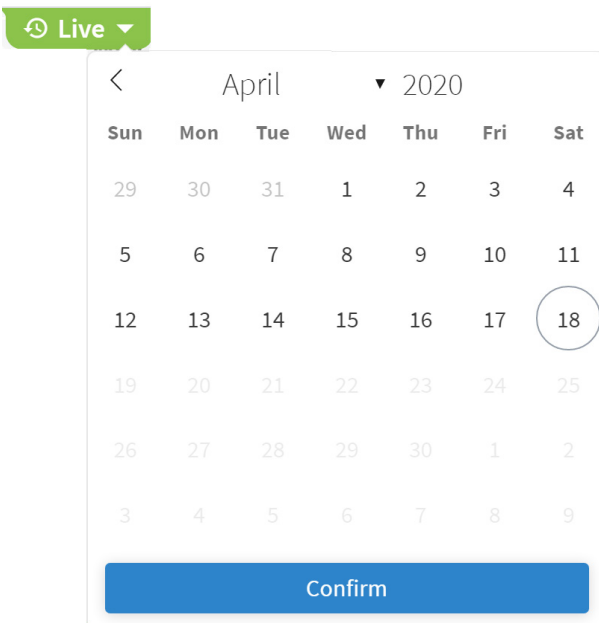 Live
April 2020
Sun Mon Tue Wed Thu Fri Sat
29 30 31 1 2 3 4
5 6 7 8 9 10 11
12 13 14 15 16 17 18
19 20 21 22 23 24 25
26 27 28 29 30 1 2
3 4 5 6 7 8 9
Confirm